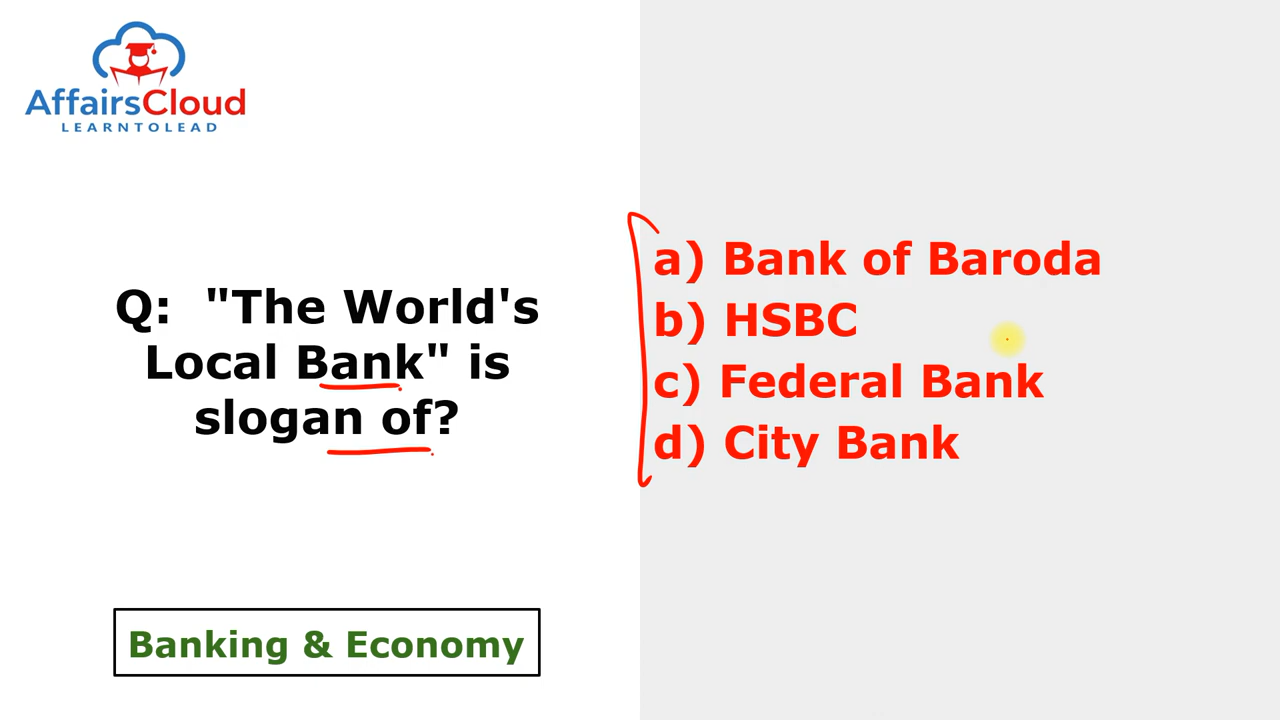 AffairsCloud
LEARNTOLEAD
Q: "The World's
Local Bank" is
slogan of?
a) Bank of Baroda
b) HSBC
c) Federal Bank
d) City Bank
Banking & Economy